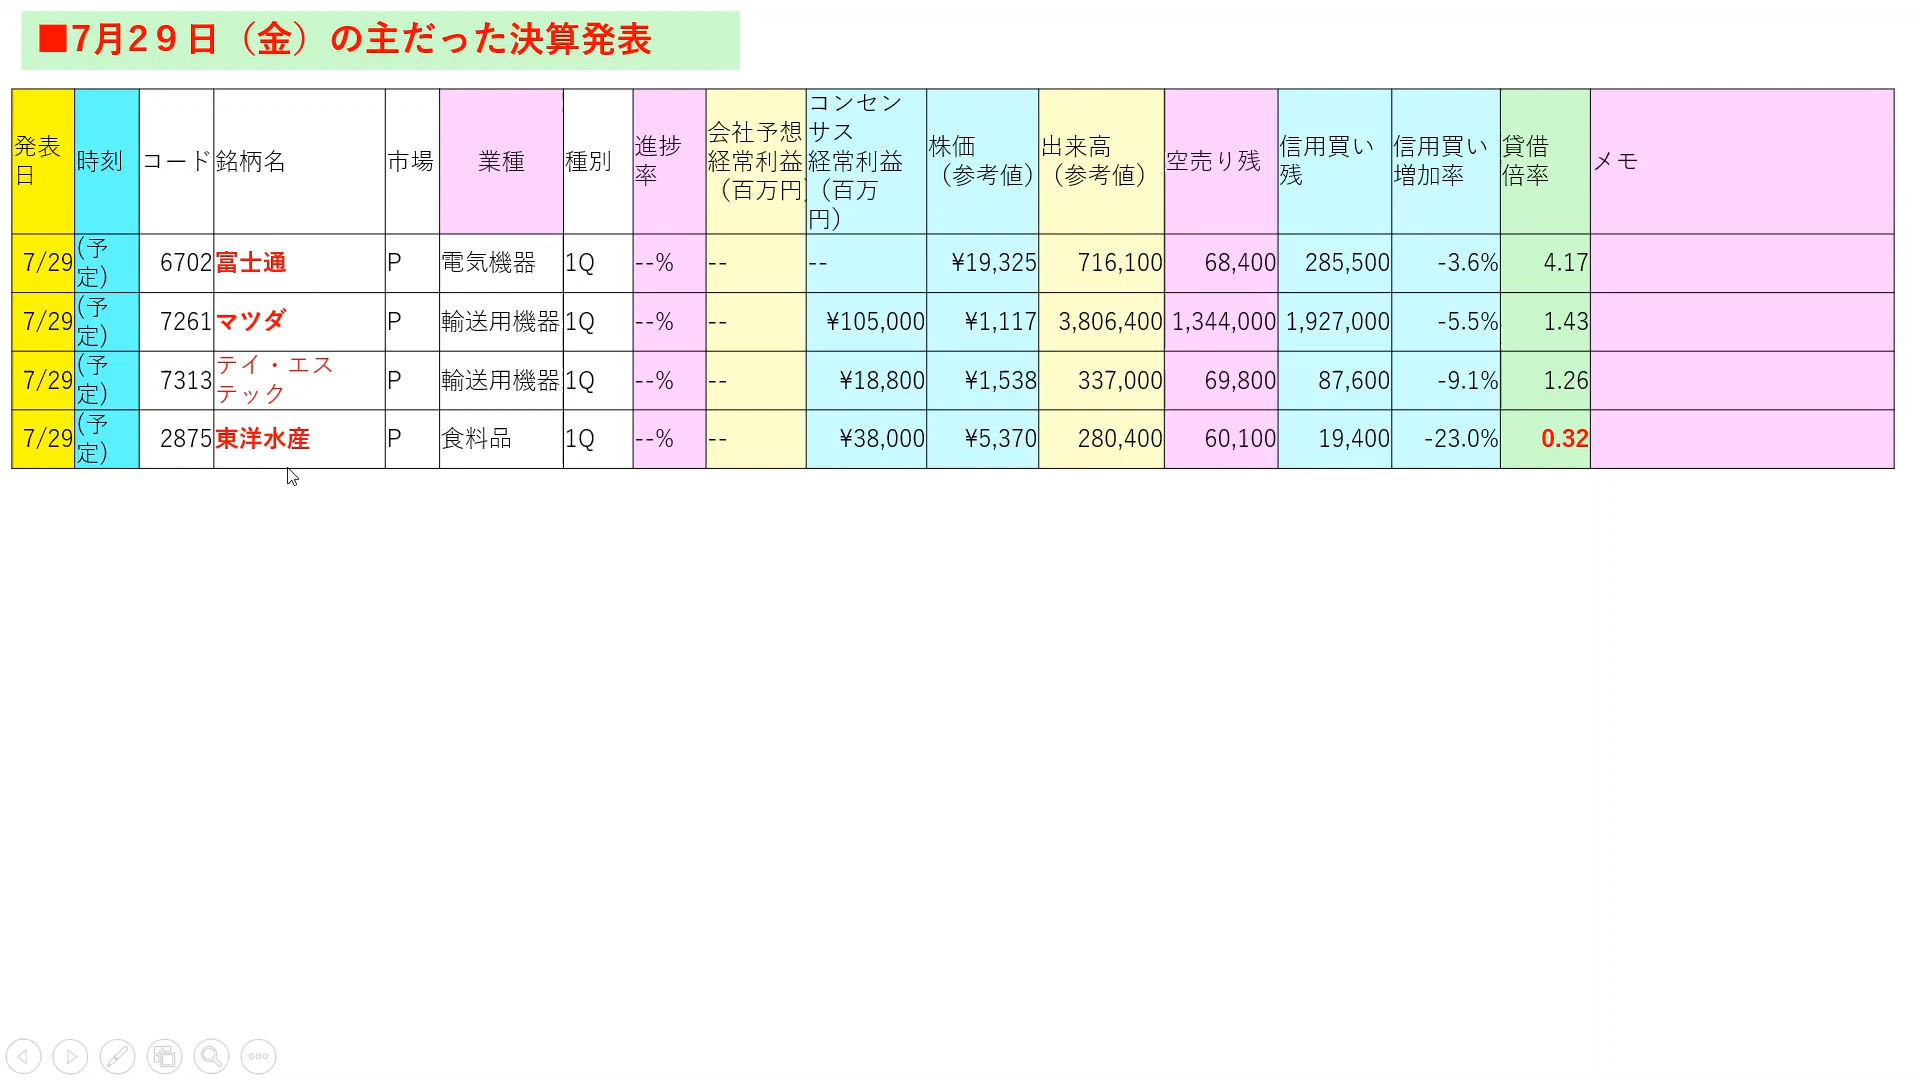 ■7月2９日（金）の主だった決算発表
発表日 時刻 コード 銘柄名 市場 業種 種別 進捗率 会社予想経常利益（百万円） コンセンサス経常利益（百万円） 株価（参考値） 出来高（参考値） 空売り残 信用買い残 信用買い増加率 貸借倍率 メモ
7/29 (予定) 6702 富士通 P 電気機器 1Q --% -- -- ¥19,325 716,100 68,400 285,500 -3.6% 4.17
7/29 (予定) 7261 マツダ P 輸送用機器 1Q --% -- ¥105,000 ¥1,117 3,806,400 1,344,000 1,927,000 -5.5% 1.43
7/29 (予定) 7313 テイ・エス テック P 輸送用機器 1Q --% -- ¥18,800 ¥1,538 337,000 69,800 87,600 -9.1% 1.26
7/29 (予定) 2875 東洋水産 P 食料品 1Q --% -- ¥38,000 ¥5,370 280,400 60,100 19,400 -23.0% 0.32